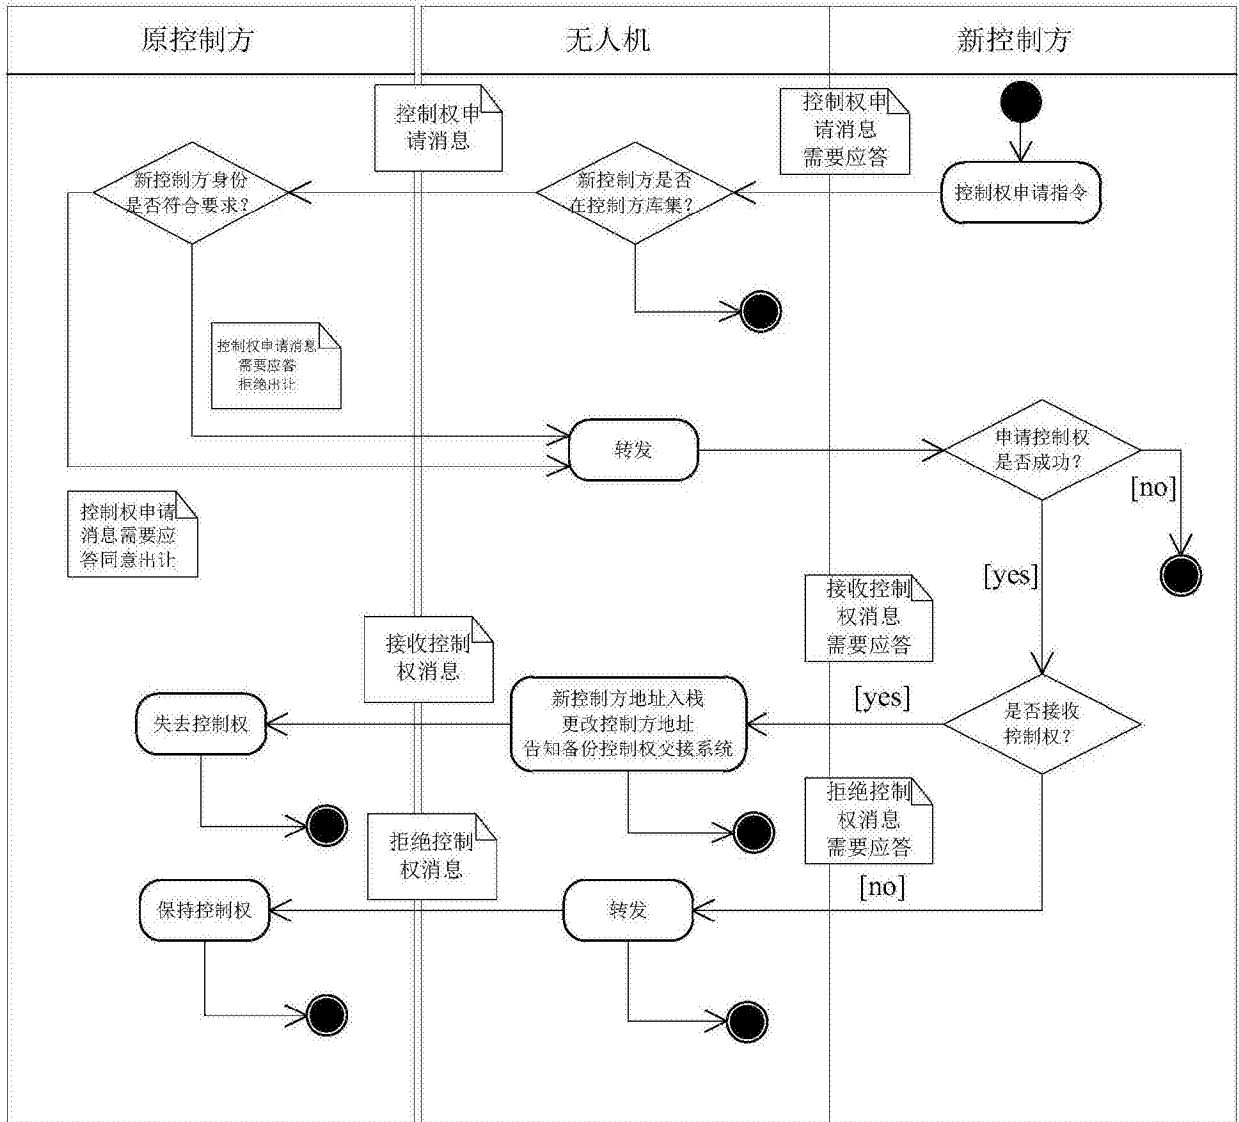 原控制方
无人机
新控制方
控制权申
请消息
控制权申
请消息
需要应答
新控制方身份
是否符合要求?
新控制方是否
在控制方库集?
控制权申请指令
控制权申请消息
需要应答
拒绝出让
转发
申请控制权
是否成功?
[no]
控制权申请
消息需要应
答同意出让
[yes]
接收控制
权消息
需要应答
接收控制
权消息
失去控制权
新控制方地址入栈
更改控制方地址
告知备份控制权交接系统
[yes]
是否接收
控制权?
拒绝控制
权消息
需要应答
拒绝控制
权消息
[no]
保持控制权
转发